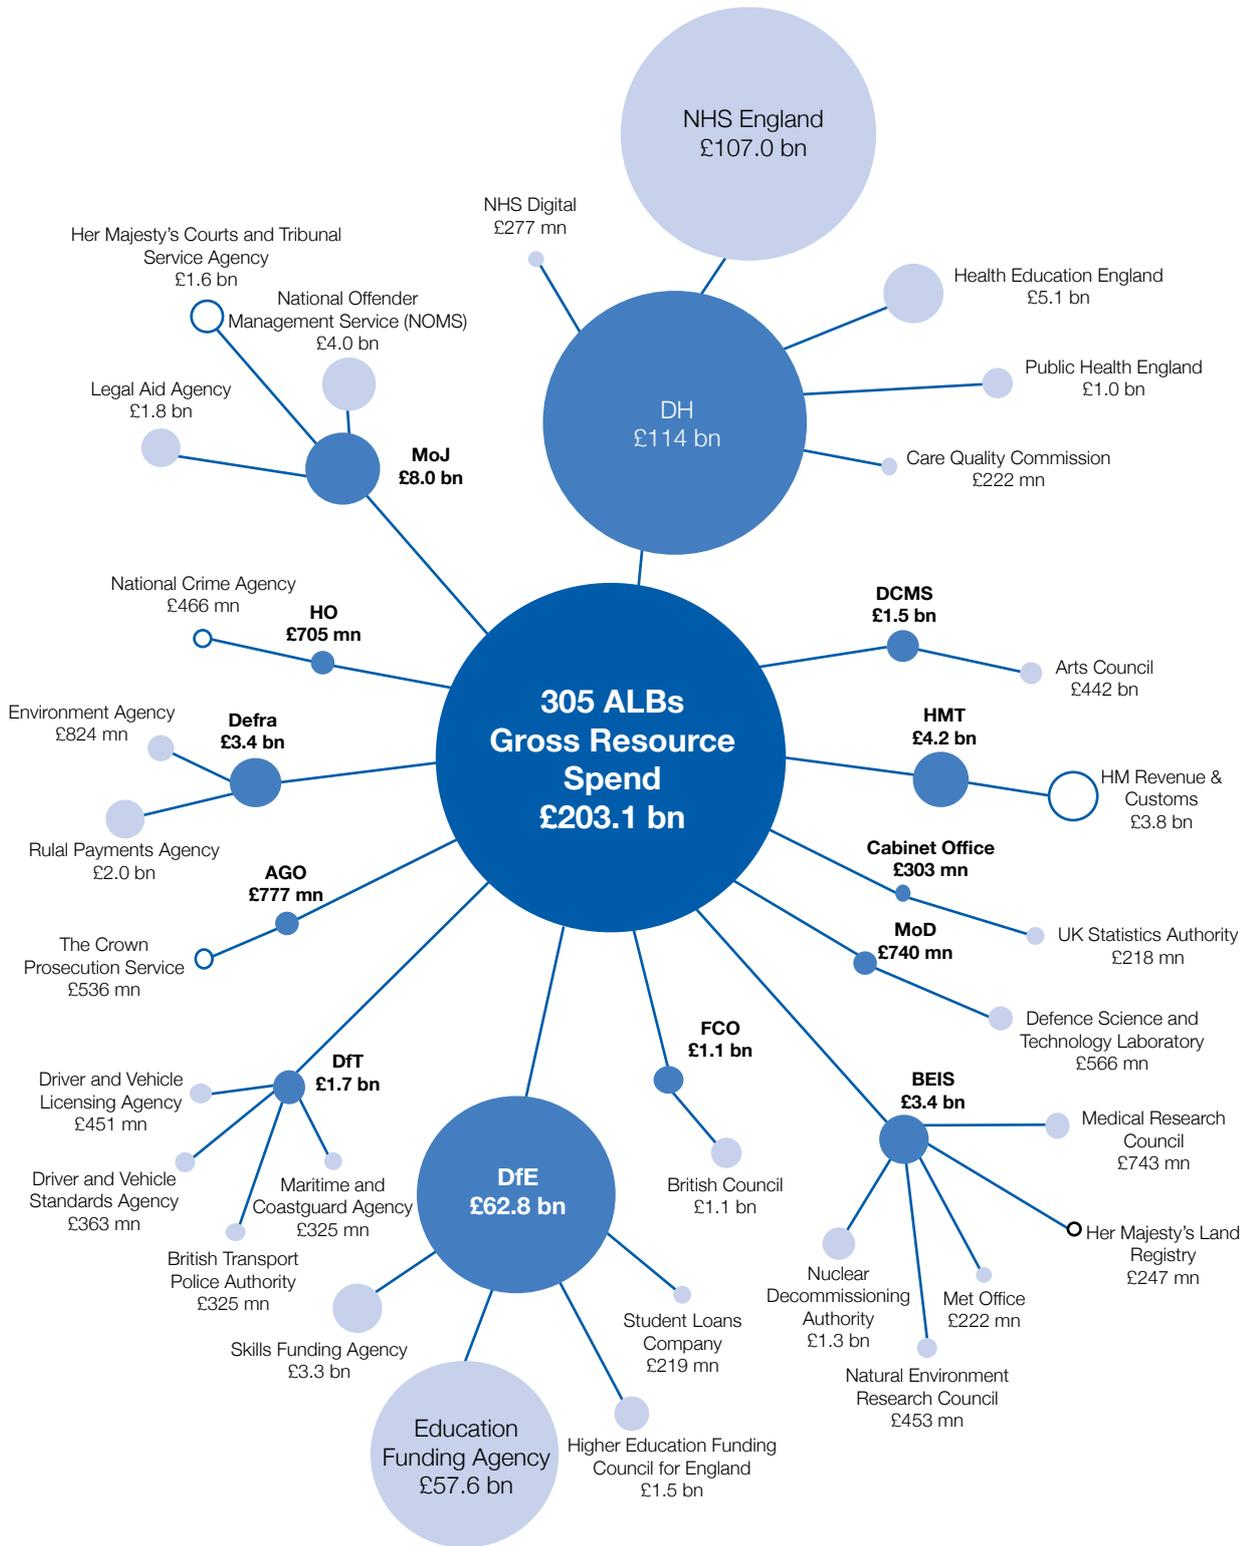 NHS England
£107.0 bn
NHS Digital
£277 mn
Her Majesty's Courts and Tribunal
Service Agency
£1.6 bn
National Offender
Management Service (NOMS)
£4.0 bn
Legal Aid Agency
£1.8 bn
MoJ
£8.0 bn
DH
£114 bn
Health Education England
£5.1 bn
Public Health England
£1.0 bn
Care Quality Commission
£222 mn
National Crime Agency
£466 mn
HO
£705 mn
DCMS
£1.5 bn
Arts Council
£442 bn
Environment Agency
£824 mn
Defra
£3.4 bn
Rulal Payments Agency
£2.0 bn
305 ALBs
Gross Resource
Spend
£203.1 bn
HMT
£4.2 bn
HM Revenue &
Customs
£3.8 bn
AGO
£777 mn
The Crown
Prosecution Service
£536 mn
Cabinet Office
£303 mn
UK Statistics Authority
£218 mn
MoD
£740 mn
Defence Science and
Technology Laboratory
£566 mn
DfT
£1.7 bn
Driver and Vehicle
Licensing Agency
£451 mn
Driver and Vehicle
Standards Agency
£363 mn
British Transport
Police Authority
£325 mn
Maritime and
Coastguard Agency
£325 mn
DfE
£62.8 bn
Skills Funding Agency
£3.3 bn
Education
Funding Agency
£57.6 bn
Higher Education Funding
Council for England
£1.5 bn
Student Loans
Company
£219 mn
FCO
£1.1 bn
British Council
£1.1 bn
BEIS
£3.4 bn
Medical Research
Council
£743 mn
Her Majesty's Land
Registry
£247 mn
Met Office
£222 mn
Natural Environment
Research Council
£453 mn
Nuclear
Decommissioning
Authority
£1.3 bn